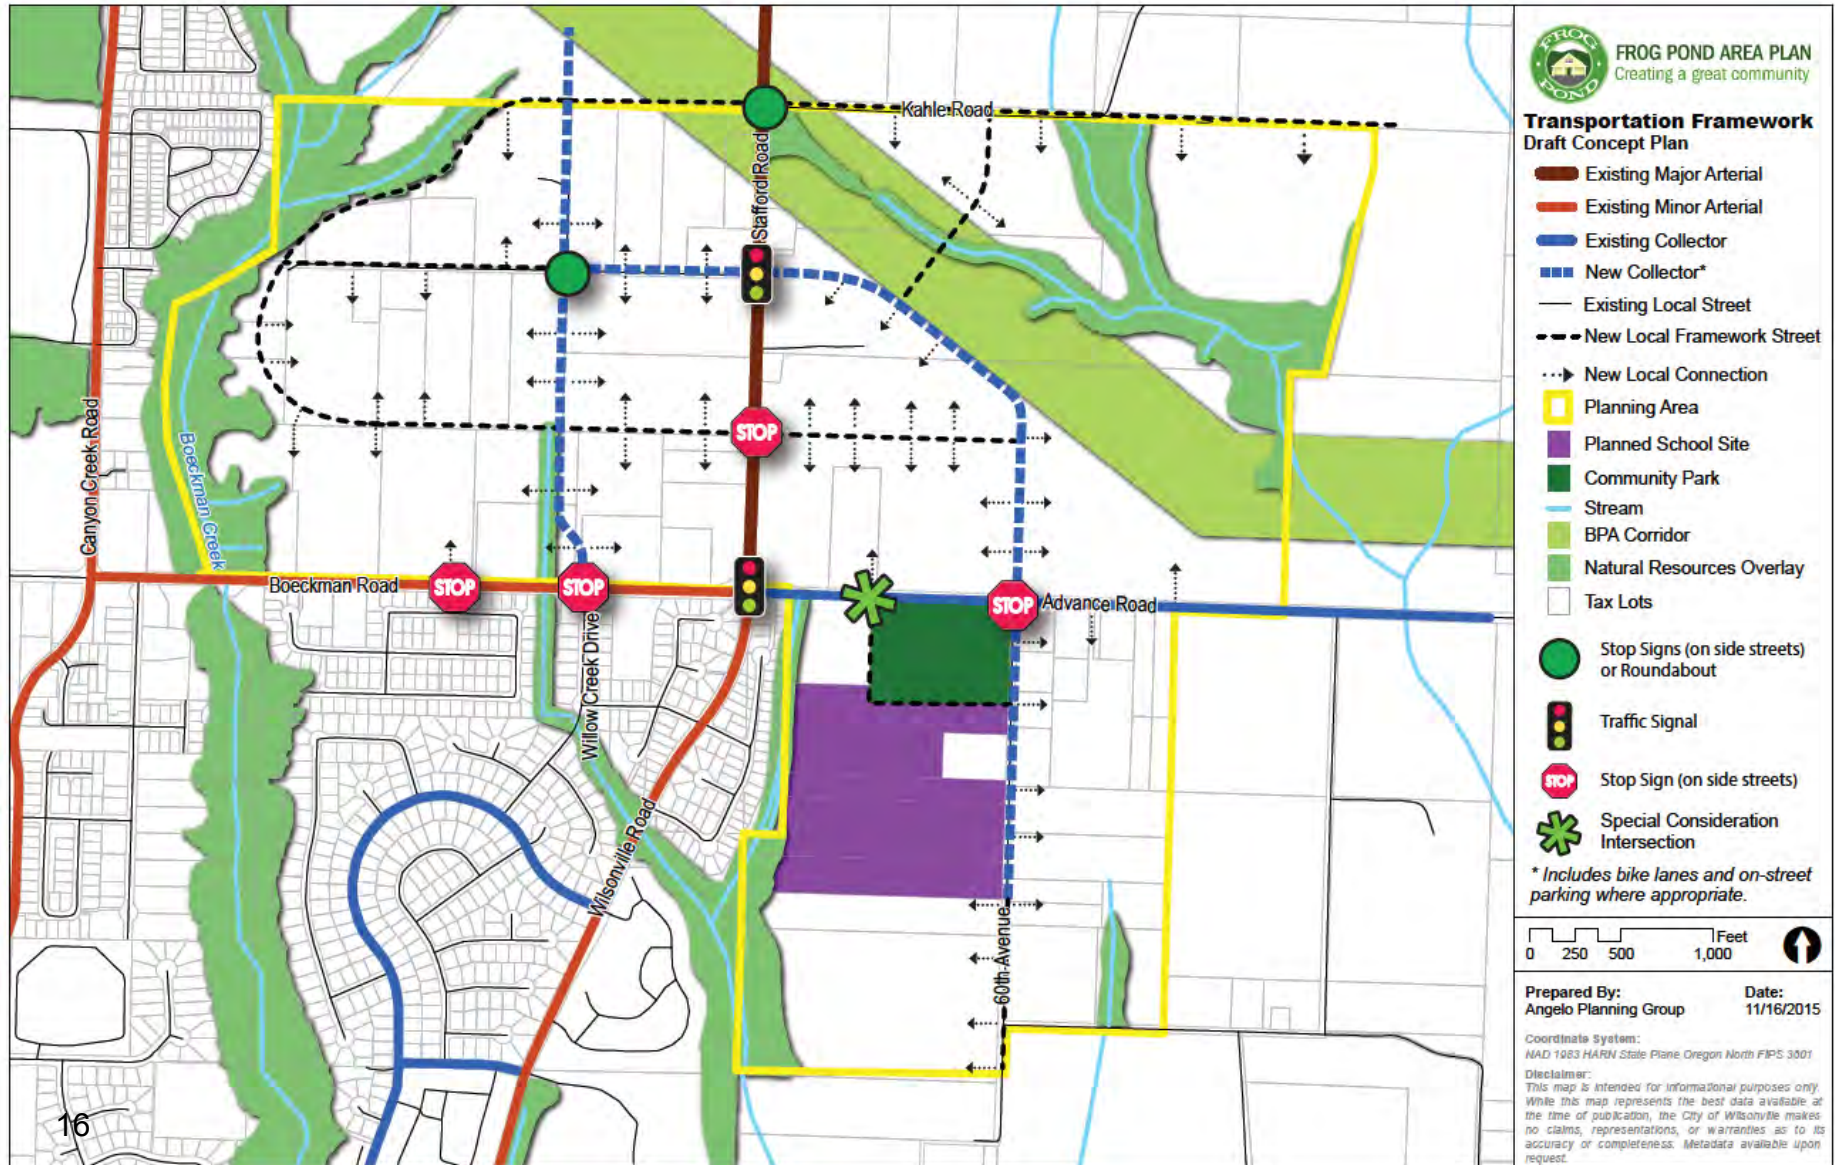 Kahle Road
Stafford Road
Canyon Creek Road
Boeckman Creek
Boeckman Road
STOP
STOP
STOP
STOP
Advance Road
Willow Creek Drive
Wilsonville Road
60th Avenue
16
FROG
POND
FROG POND AREA PLAN
Creating a great community
Transportation Framework
Draft Concept Plan
Existing Major Arterial
Existing Minor Arterial
Existing Collector
New Collector*
Existing Local Street
New Local Framework Street
New Local Connection
Planning Area
Planned School Site
Community Park
Stream
BPA Corridor
Natural Resources Overlay
Tax Lots
Stop Signs (on side streets)
or Roundabout
Traffic Signal
STOP
Stop Sign (on side streets)
Special Consideration
Intersection
* Includes bike lanes and on-street
parking where appropriate.
Feet
0 250 500 1,000
Prepared By: Date:
Angelo Planning Group 11/16/2015
Coordinate System:
NAD 1983 HARN State Plane Oregon North FIPS 3601
Disclaimer:
This map is intended for informational purposes only.
While this map represents the best data available at
the time of publication, the City of Wilsonville makes
no claims, representations, or warranties as to its
accuracy or completeness. Metadata available upon
request.